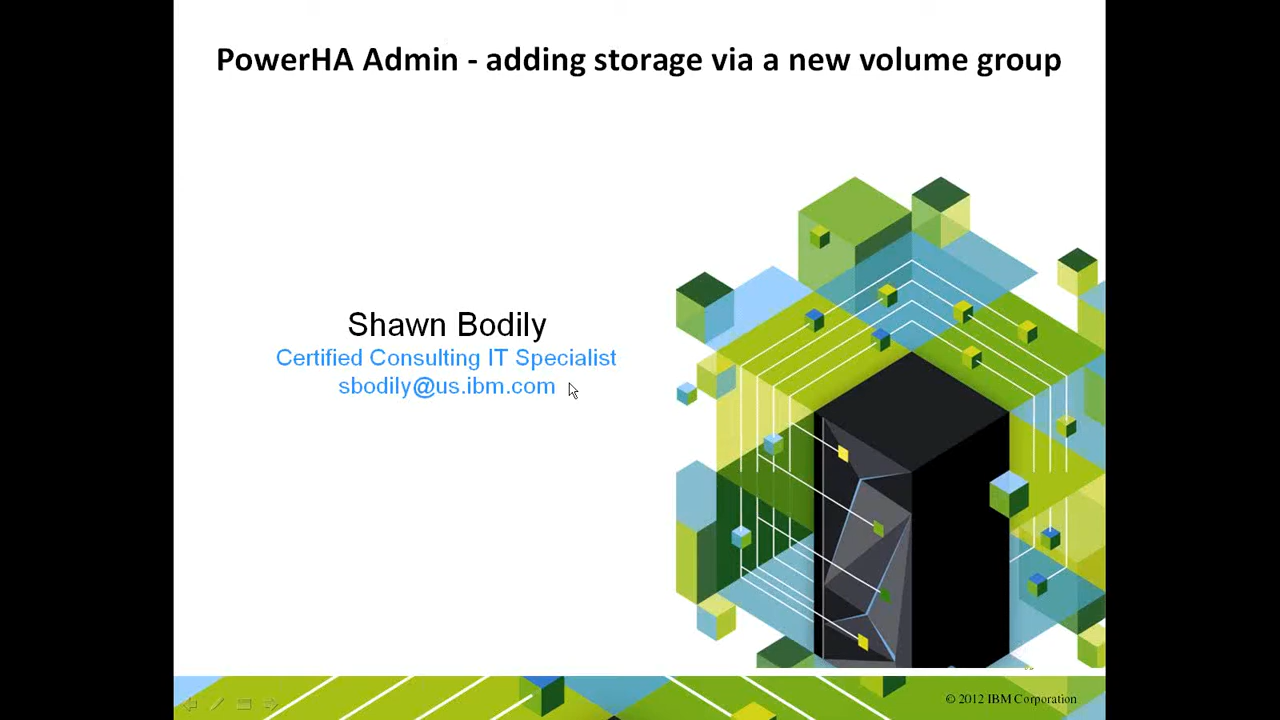 PowerHA Admin - adding storage via a new volume group
Shawn Bodily
Certified Consulting IT Specialist
sbodily@us.ibm.com
© 2012 IBM Corporation